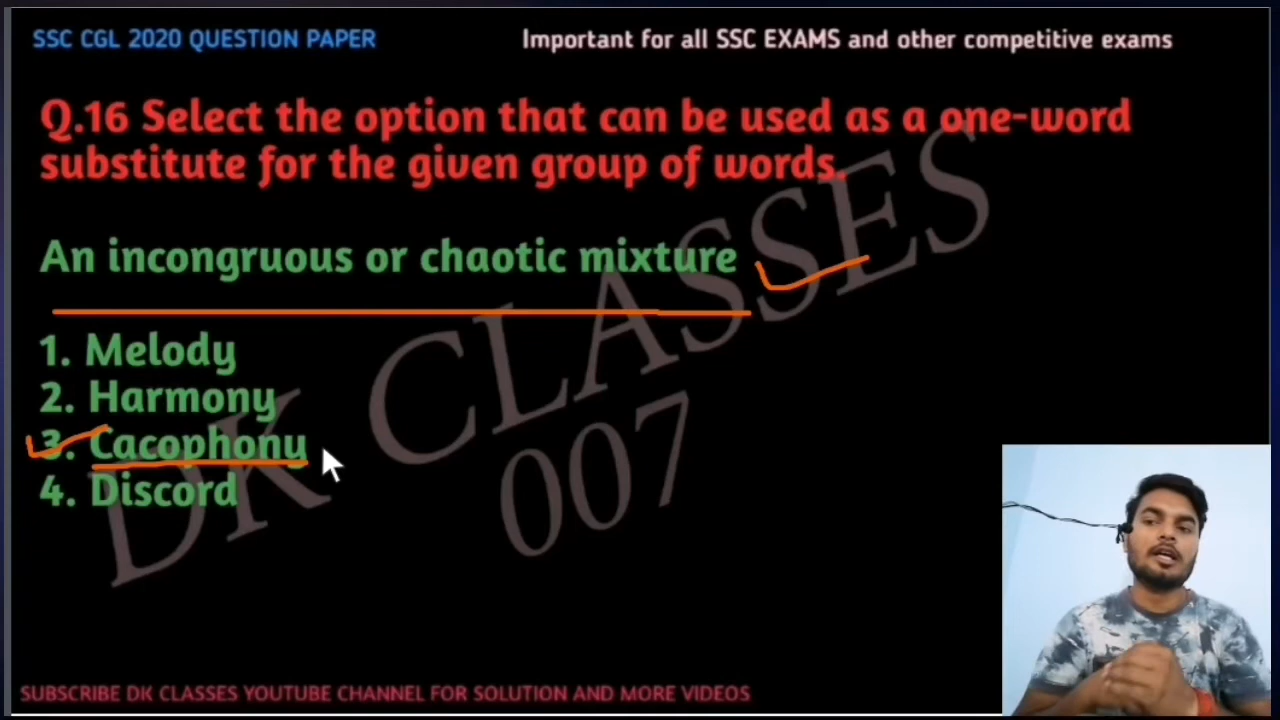 SSC CGL 2020 QUESTION PAPER
Important for all SSC EXAMS and other competitive exams
Q.16 Select the option that can be used as a one-word
substitute for the given group of words.
An incongruous or chaotic mixture
1. Melody
2. Harmony
3. Cacophony
4. Discord
DK CLASSES
007
SUBSCRIBE DK CLASSES YOUTUBE CHANNEL FOR SOLUTION AND MORE VIDEOS